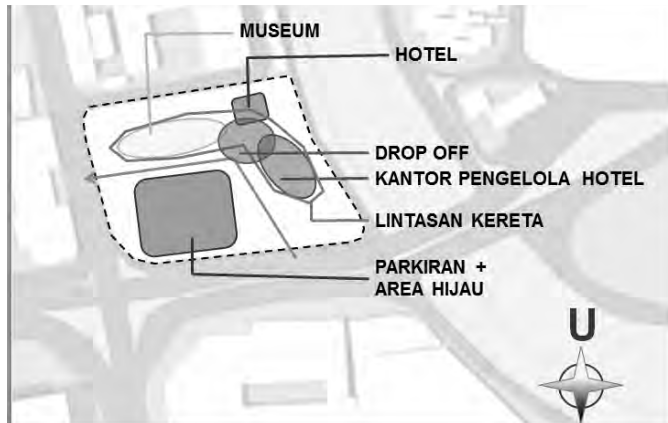 MUSEUM
HOTEL
DROP OFF
KANTOR PENGELOLA HOTEL
LINTASAN KERETA
PARKIRAN +
AREA HIJAU
U